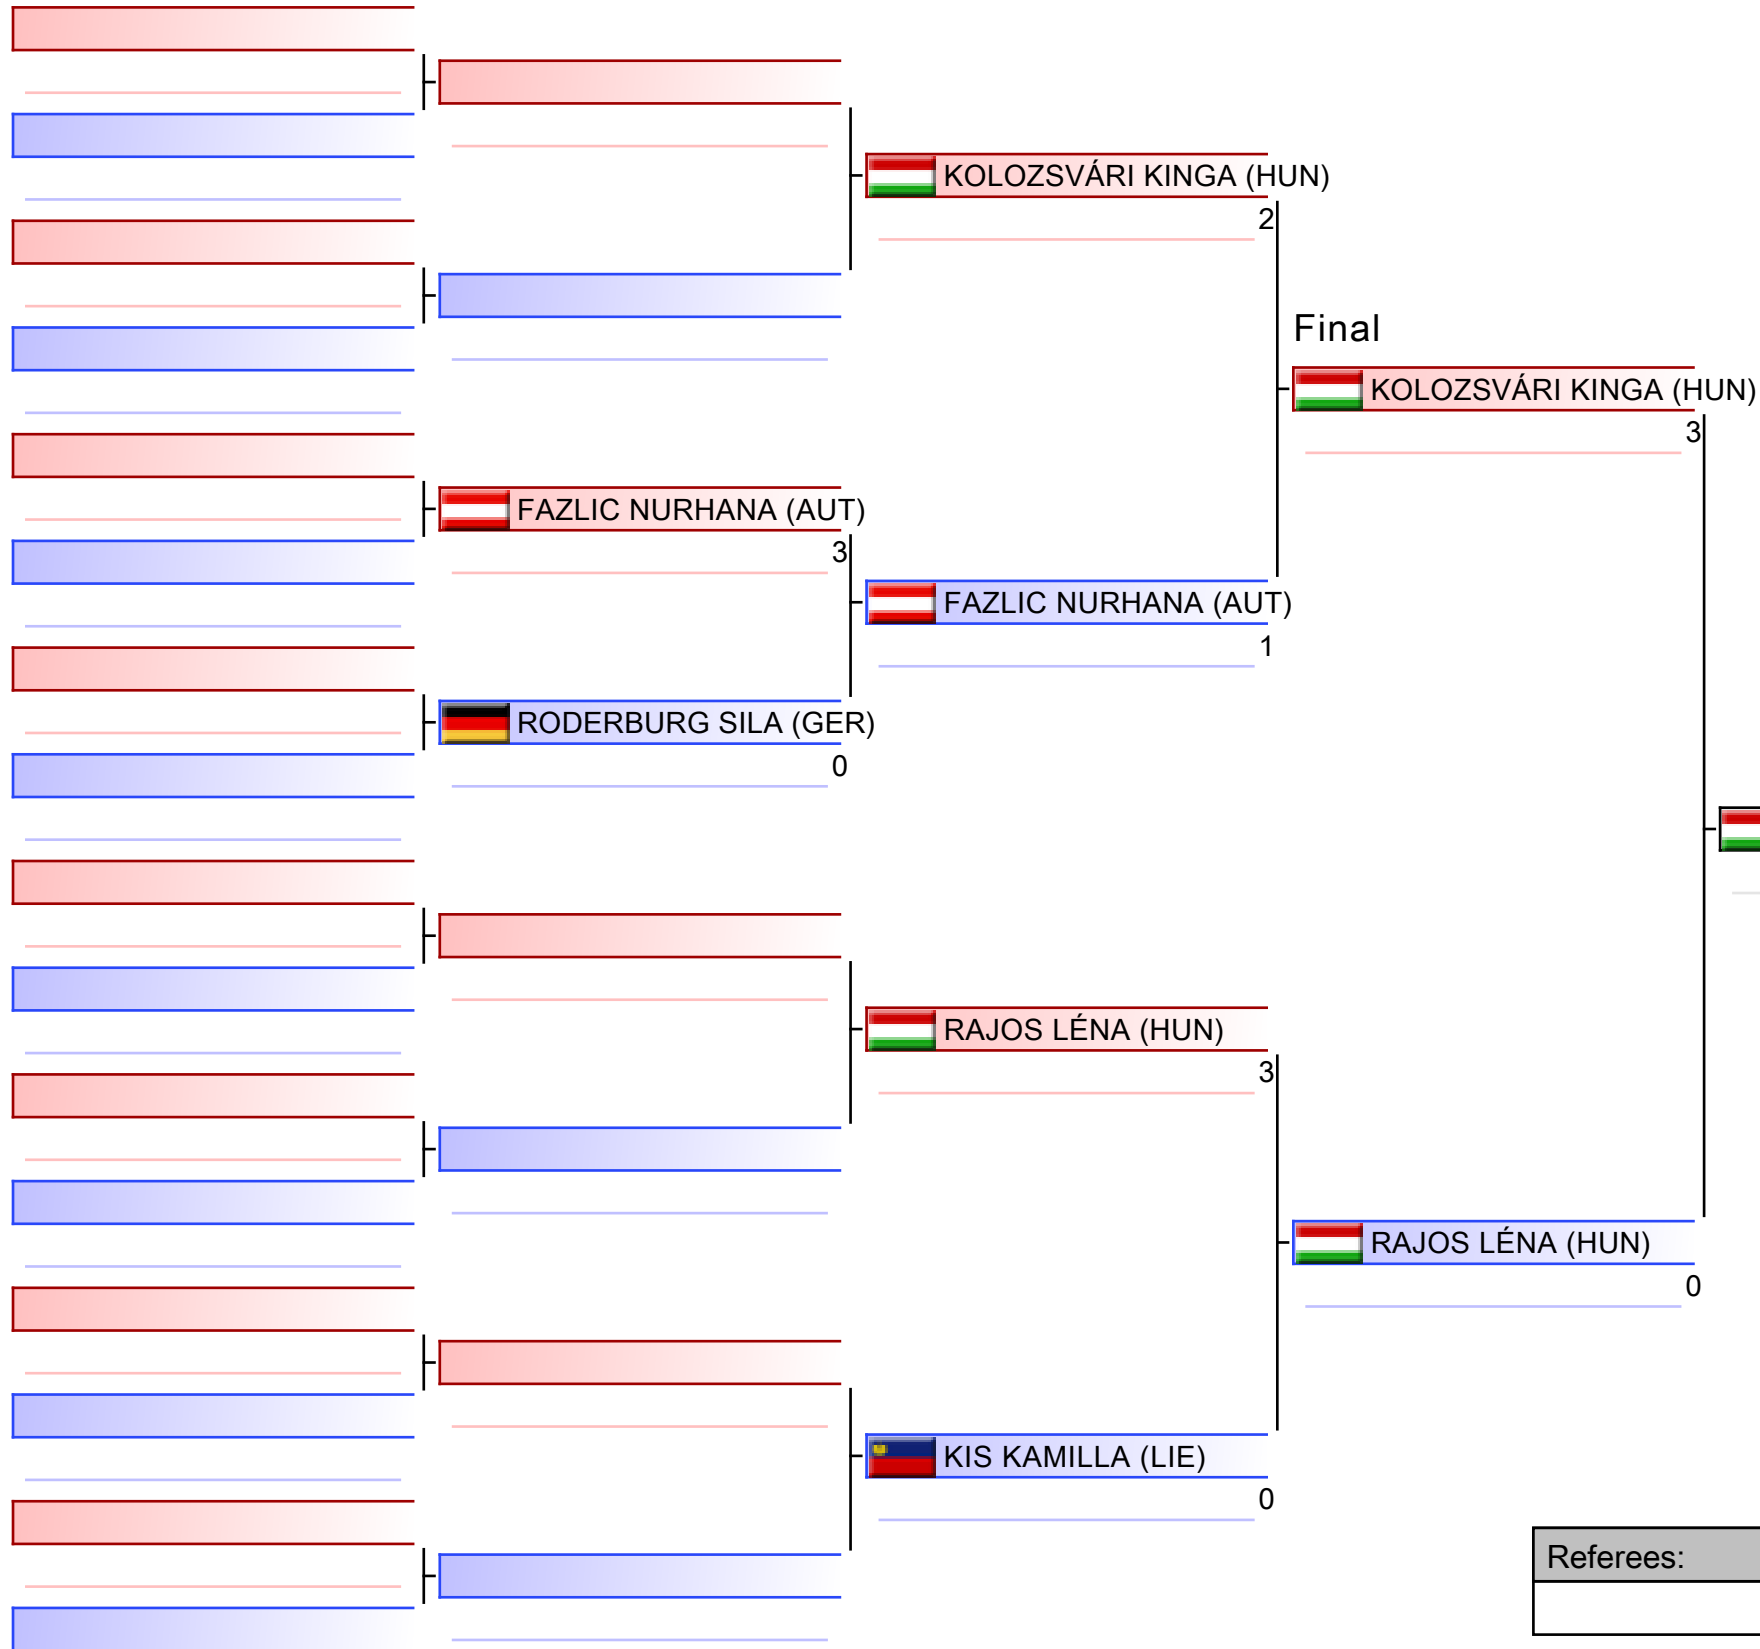 KOLOZSVÁRI KINGA (HUN)
2
Final
KOLOZSVÁRI KINGA (HUN)
3
FAZLIC NURHANA (AUT)
3
FAZLIC NURHANA (AUT)
1
RODERBURG SILA (GER)
0
RAJOS LÉNA (HUN)
3
RAJOS LÉNA (HUN)
0
KIS KAMILLA (LIE)
0
Referees: